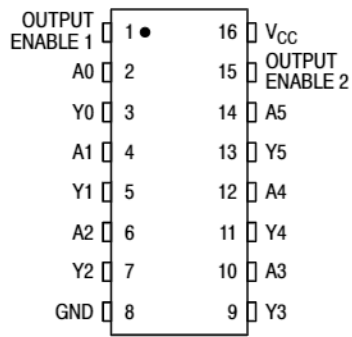 OUTPUT
ENABLE 1 1 16 VCC
A0 2 15 OUTPUT
ENABLE 2
Y0 3 14 A5
A1 4 13 Y5
Y1 5 12 A4
A2 6 11 Y4
Y2 7 10 A3
GND 8 9 Y3